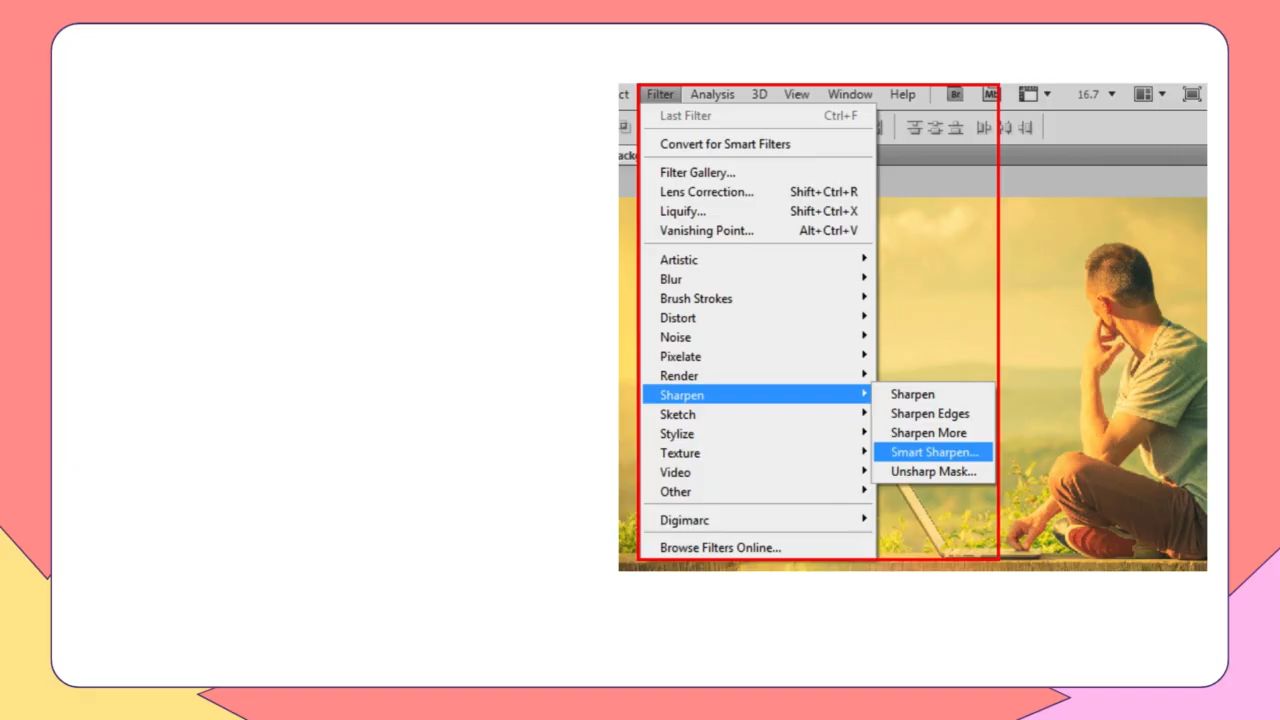 ct Filter Analysis 3D View Window Help Br Mb 16.7
Last Filter Ctrl+F
Convert for Smart Filters
Filter Gallery...
Lens Correction... Shift+Ctrl+R
Liquify... Shift+Ctrl+X
Vanishing Point... Alt+Ctrl+V
Artistic
Blur
Brush Strokes
Distort
Noise
Pixelate
Render
Sharpen
Sketch
Stylize
Texture
Video
Other
Digimarc
Browse Filters Online...
Sharpen
Sharpen Edges
Sharpen More
Smart Sharpen...
Unsharp Mask...